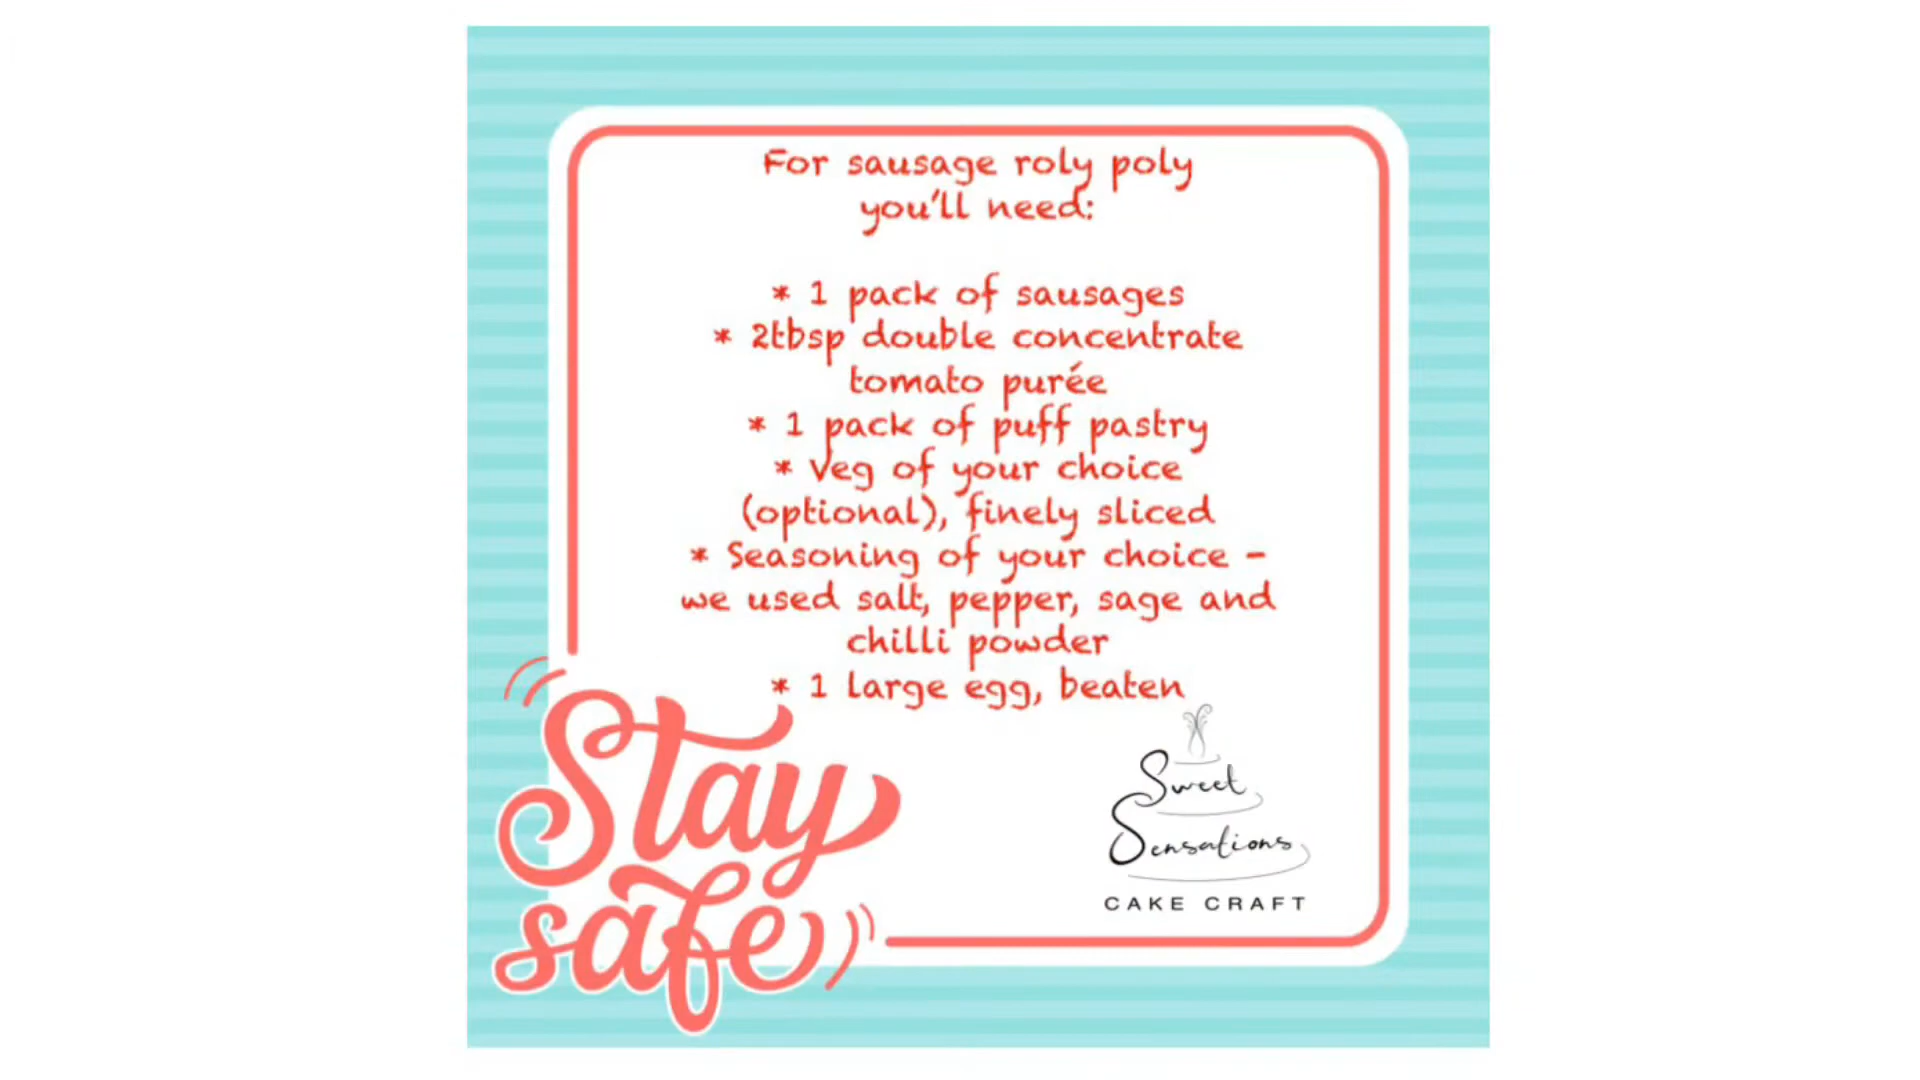 For sausage roly poly
you'll need:
* 1 pack of sausages
* 2tbsp double concentrate
tomato purée
* 1 pack of puff pastry
* Veg of your choice
(optional), finely sliced
* Seasoning of your choice -
we used salt, pepper, sage and
chilli powder
* 1 large egg, beaten
Stay
safe
Sweet
Sensations
CAKE CRAFT